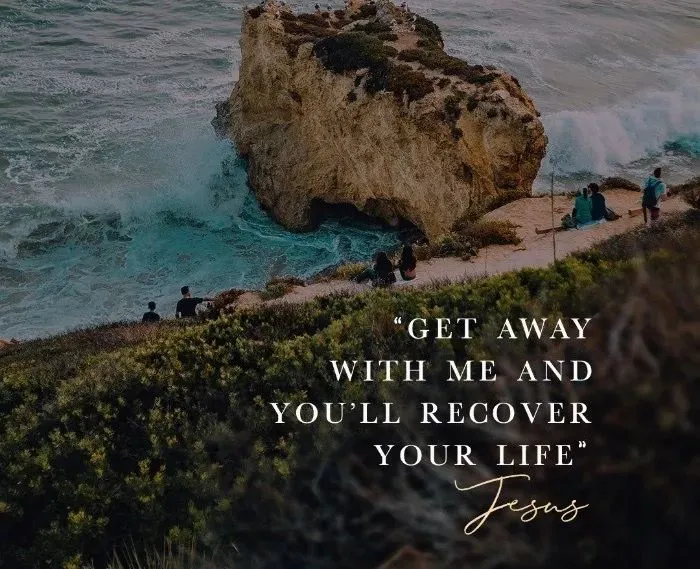 “GET AWAY
WITH ME AND
YOU’LL RECOVER
YOUR LIFE”
Jesus